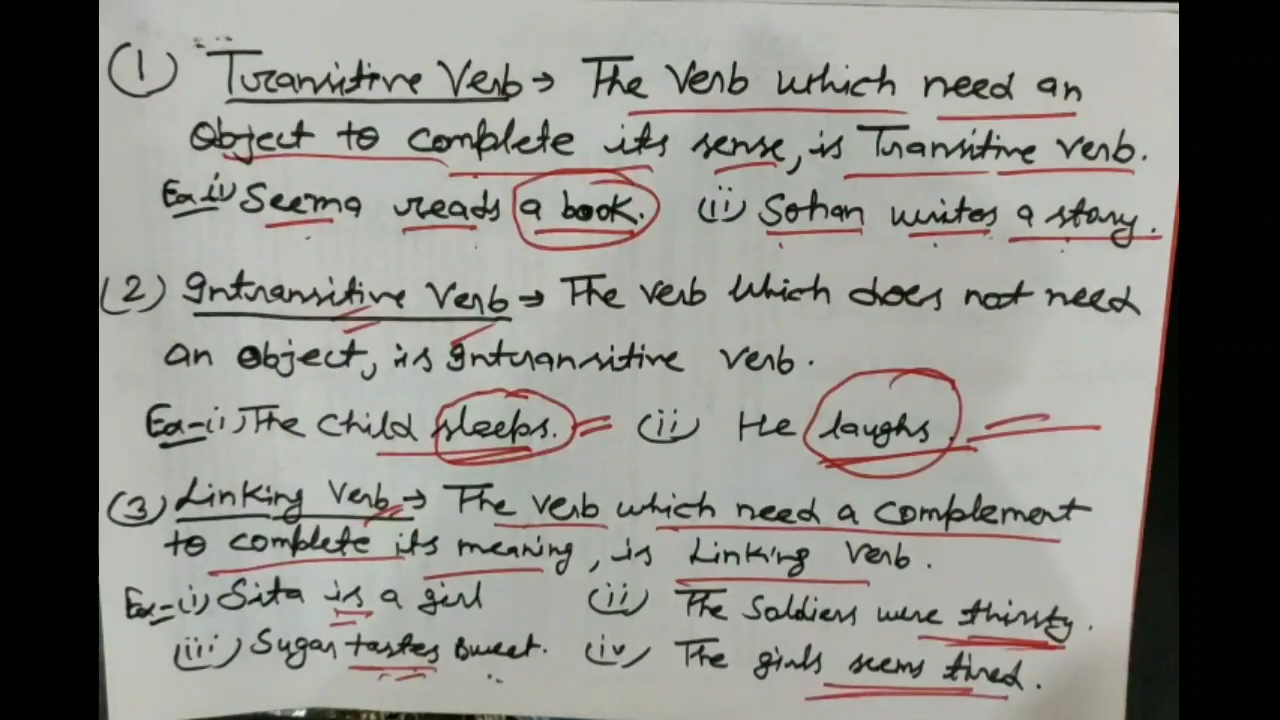 (1) Transitive Verb → The Verb which need an
Object to complete its sense, is Transitive verb.
Ex-(i) Seema reads a book. (ii) Sohan writes a story.
(2) Intransitive Verb → The verb which does not need
an object, is Intransitive verb.
Ex-(i) The child sleeps. (ii) He laughs
(3) Linking Verb → The verb which need a complement
to complete its meaning, is Linking Verb.
Ex-(i) Sita is a girl (ii) The Soldiers were thirsty.
(iii) Sugar tastes sweet. (iv) The girls seems tired.